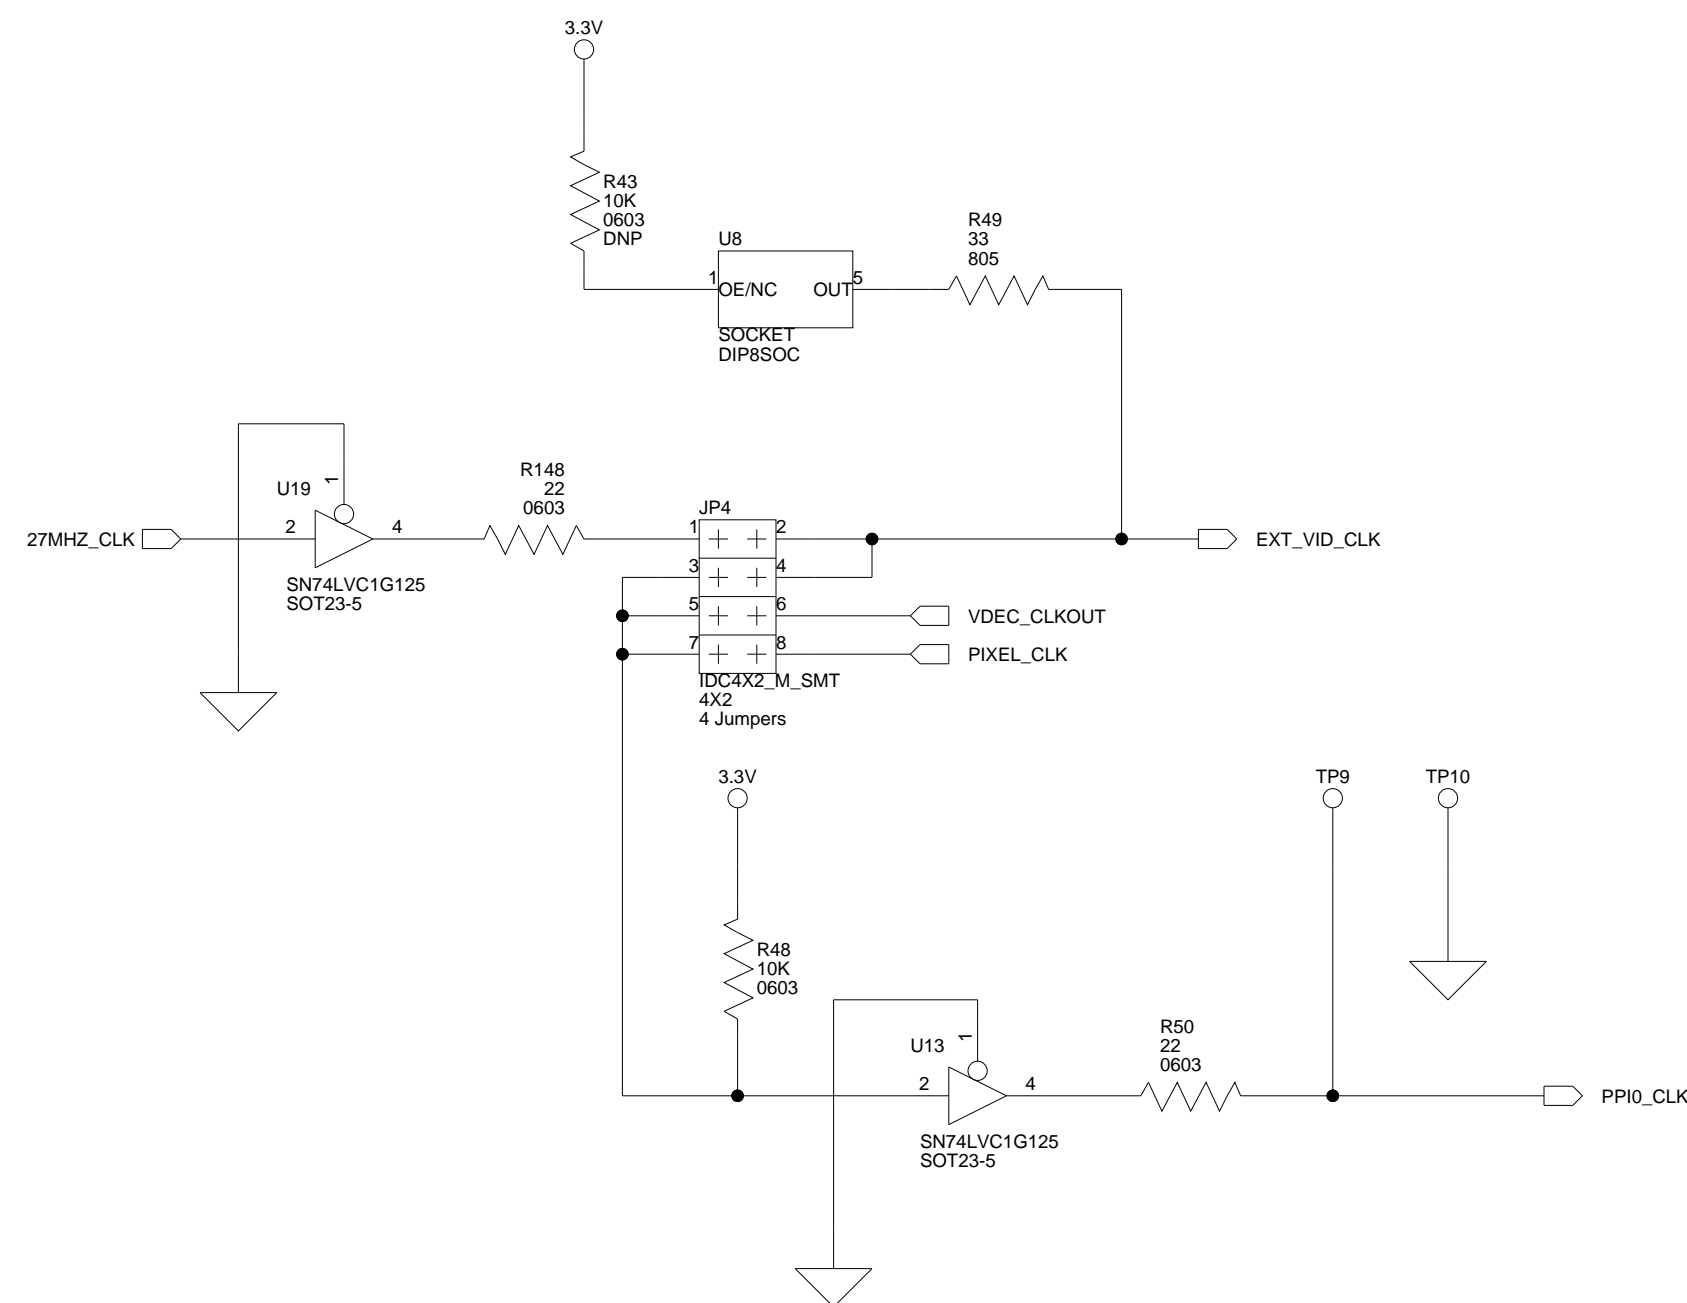 3.3V
R43
10K
0603
DNP
U8
1
OE/NC
OUT
5
SOCKET
DIP8SOC
R49
33
805
27MHZ_CLK
U19
1
2
4
SN74LVC1G125
SOT23-5
R148
22
0603
JP4
1
2
3
4
5
6
7
8
IDC4X2_M_SMT
4X2
4 Jumpers
EXT_VID_CLK
VDEC_CLKOUT
PIXEL_CLK
3.3V
R48
10K
0603
U13
1
2
4
SN74LVC1G125
SOT23-5
R50
22
0603
TP9
TP10
PPI0_CLK